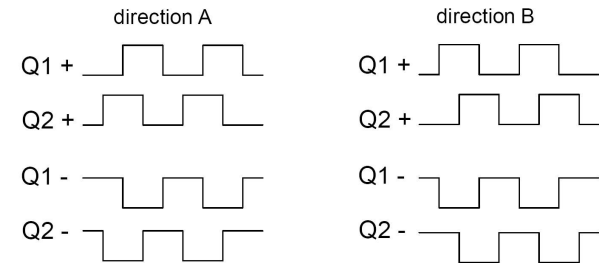 direction A
Q1 +
Q2 +
Q1 -
Q2 -
direction B
Q1 +
Q2 +
Q1 -
Q2 -